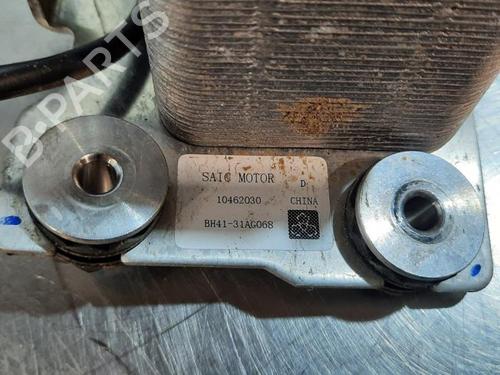 B-PARTS
SAIC MOTOR D
10462030 CHINA
BH41-31AG068